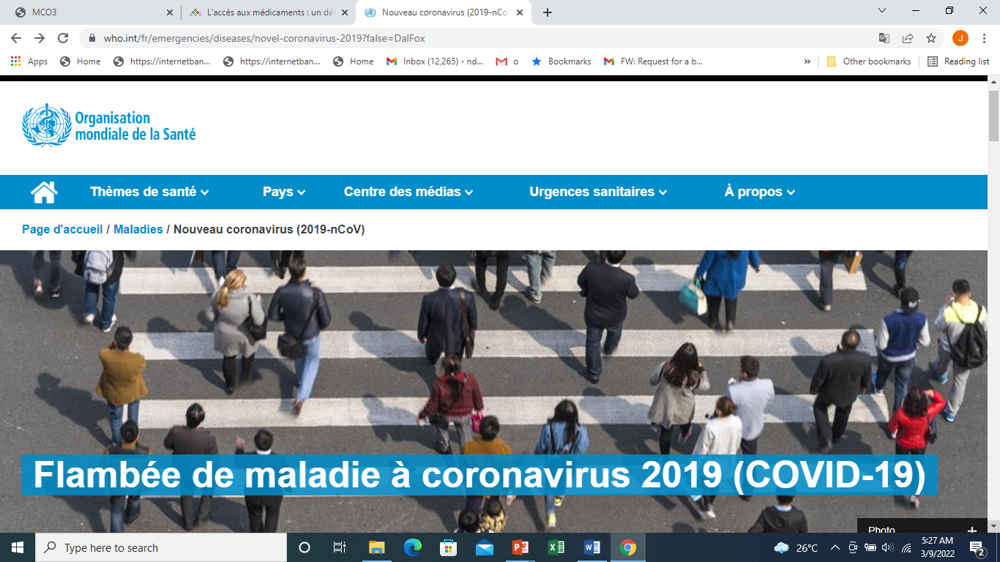 MCO3
L'accès aux médicaments : un dé
Nouveau coronavirus (2019-nCo
who.int/fr/emergencies/diseases/novel-coronavirus-2019?false=DalFox
J
Apps
Home
https://internetban...
https://internetban...
Home
Inbox (12,265) - nd...
o
Bookmarks
FW: Request for a b...
»
Other bookmarks
Reading list
Organisation
mondiale de la Santé
Thèmes de santé
Pays
Centre des médias
Urgences sanitaires
À propos
Page d'accueil / Maladies / Nouveau coronavirus (2019-nCoV)
Flambée de maladie à coronavirus 2019 (COVID-19)
Photo
+
Type here to search
26°C
5:27 AM
3/9/2022
2